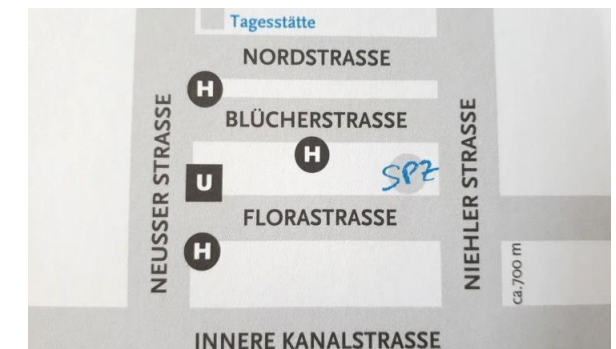 Tagesstätte
NORDSTRASSE
H
BLÜCHERSTRASSE
H
SPZ
U
FLORASTRASSE
H
NEUSSER STRASSE
NIEHLER STRASSE
ca.700 m
INNERE KANALSTRASSE